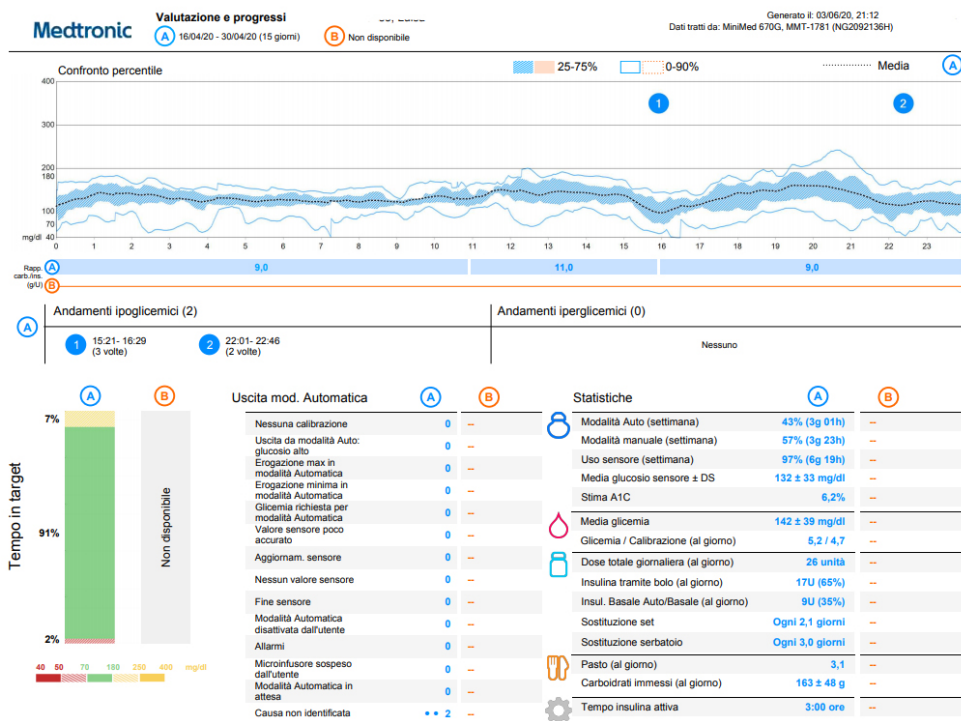 Medtronic
Valutazione e progressi
A 16/04/20 - 30/04/20 (15 giorni)
B Non disponibile
Generato il: 03/06/20, 21:12
Dati tratti da: MiniMed 670G, MMT-1781 (NG2092136H)
Confronto percentile
25-75%
0-90%
Media
A
400
300
200
180
100
70
40
mg/dl
1
2
0 1 2 3 4 5 6 7 8 9 10 11 12 13 14 15 16 17 18 19 20 21 22 23
Rapp. carb./ins. (g/U)
A 9,0 11,0 9,0
B
A
Andamenti ipoglicemici (2)
1 15:21- 16:29
(3 volte)
2 22:01- 22:46
(2 volte)
Andamenti iperglicemici (0)
Nessuno
Tempo in target
A B
7%
91%
2%
Non disponibile
40 50 70 180 250 400 mg/dl
Uscita mod. Automatica A B
Nessuna calibrazione 0 --
Uscita da modalità Auto:
glucosio alto 0 --
Erogazione max in
modalità Automatica 0 --
Erogazione minima in
modalità Automatica 0 --
Glicemia richiesta per
modalità Automatica 0 --
Valore sensore poco
accurato 0 --
Aggiornam. sensore 0 --
Nessun valore sensore 0 --
Fine sensore 0 --
Modalità Automatica
disattivata dall'utente 0 --
Allarmi 0 --
Microinfusore sospeso
dall'utente 0 --
Modalità Automatica in
attesa 0 --
Causa non identificata 2 --
Statistiche A B
Modalità Auto (settimana) 43% (3g 01h) --
Modalità manuale (settimana) 57% (3g 23h) --
Uso sensore (settimana) 97% (6g 19h) --
Media glucosio sensore ± DS 132 ± 33 mg/dl --
Stima A1C 6,2% --
Media glicemia 142 ± 39 mg/dl --
Glicemia / Calibrazione (al giorno) 5,2 / 4,7 --
Dose totale giornaliera (al giorno) 26 unità --
Insulina tramite bolo (al giorno) 17U (65%) --
Insul. Basale Auto/Basale (al giorno) 9U (35%) --
Sostituzione set Ogni 2,1 giorni --
Sostituzione serbatoio Ogni 3,0 giorni --
Pasto (al giorno) 3,1 --
Carboidrati immessi (al giorno) 163 ± 48 g --
Tempo insulina attiva 3:00 ore --